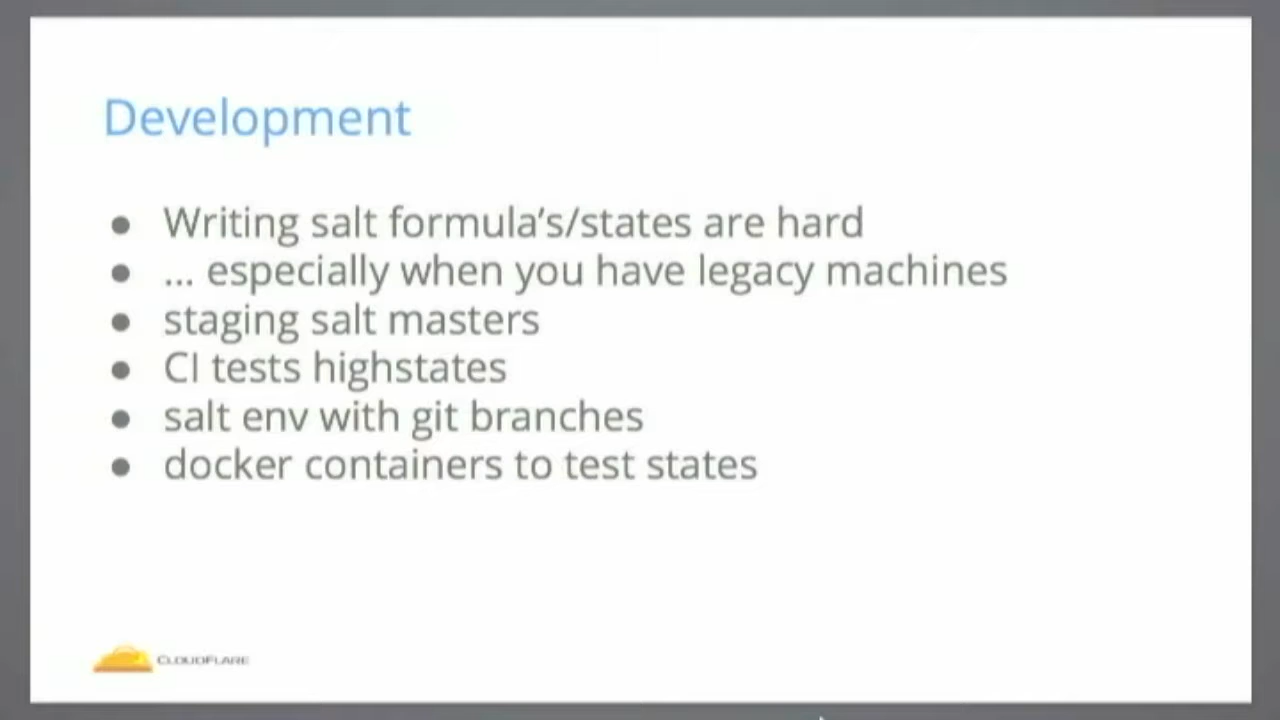 Development
● Writing salt formula's/states are hard
● ... especially when you have legacy machines
● staging salt masters
● CI tests highstates
● salt env with git branches
● docker containers to test states
CLOUDFLARE